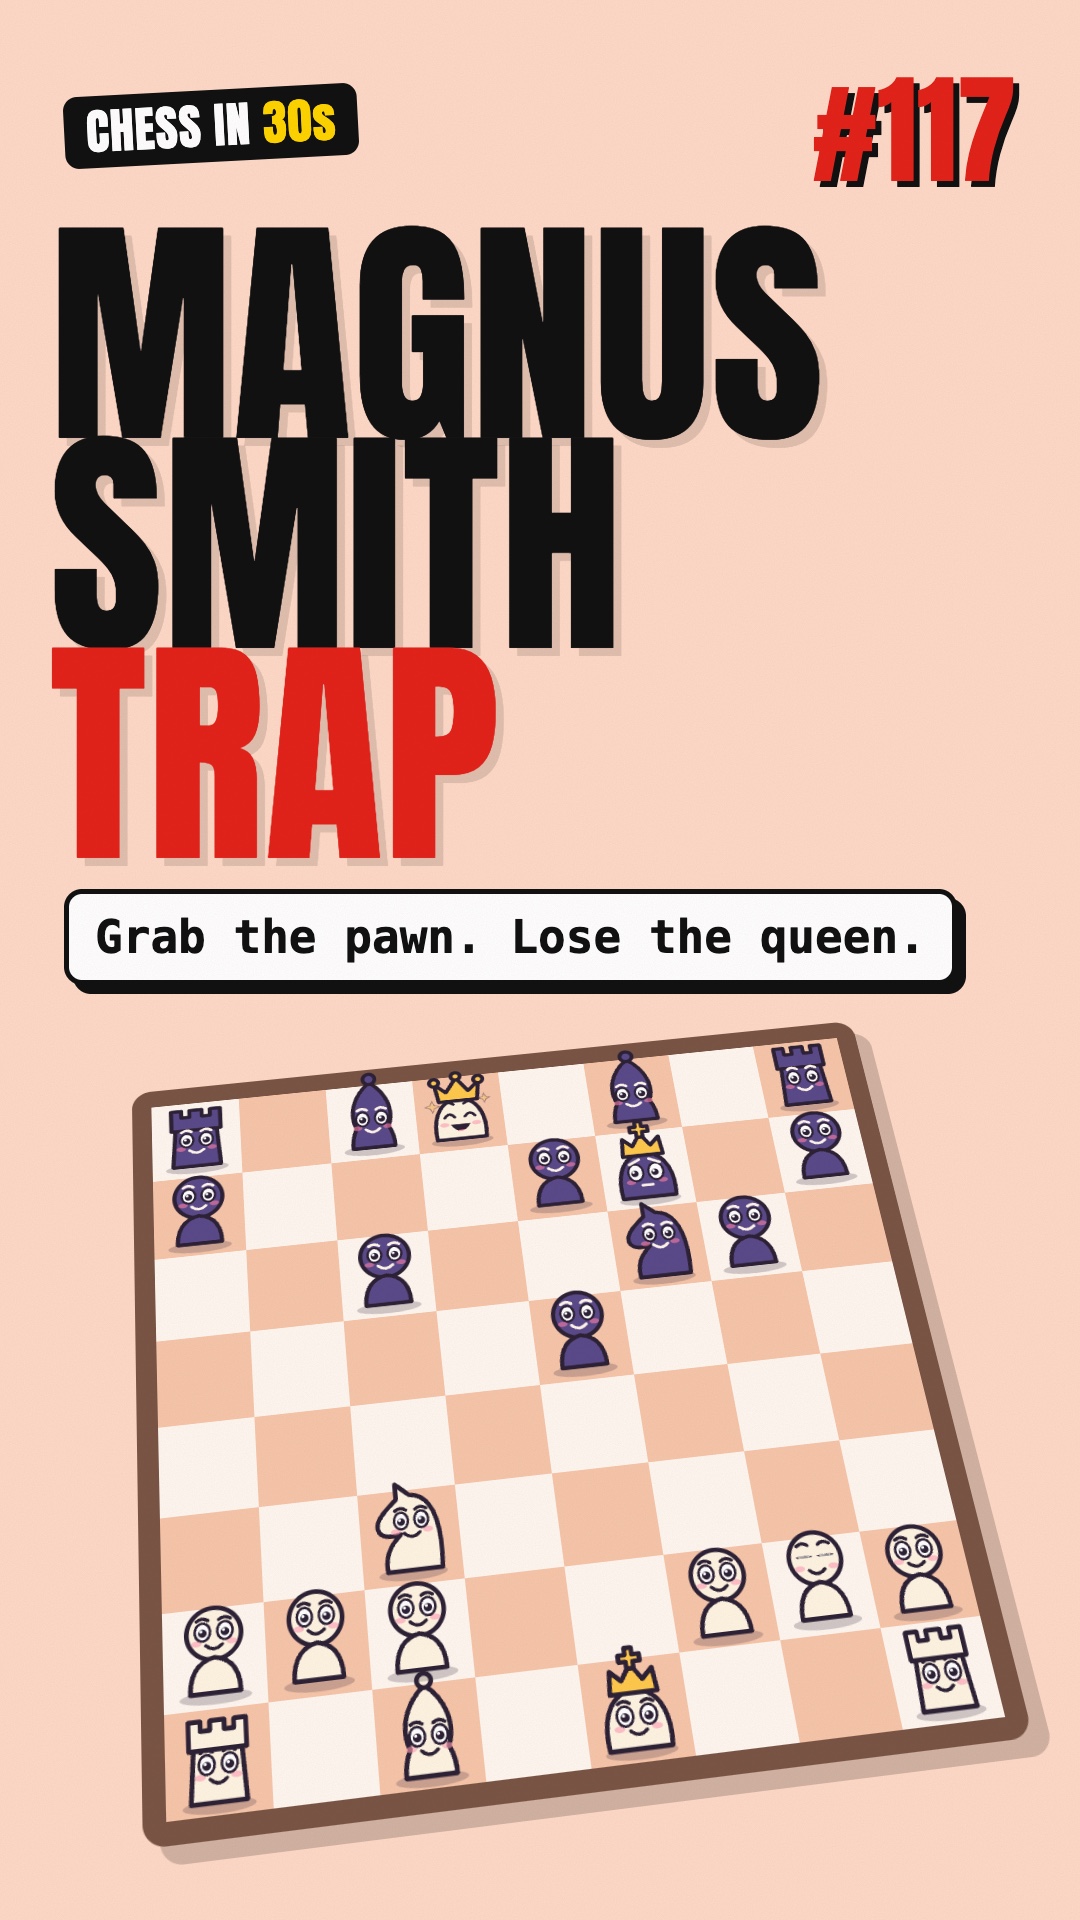 CHESS IN 30s
#117
MAGNUS
SMITH
TRAP
Grab the pawn. Lose the queen.